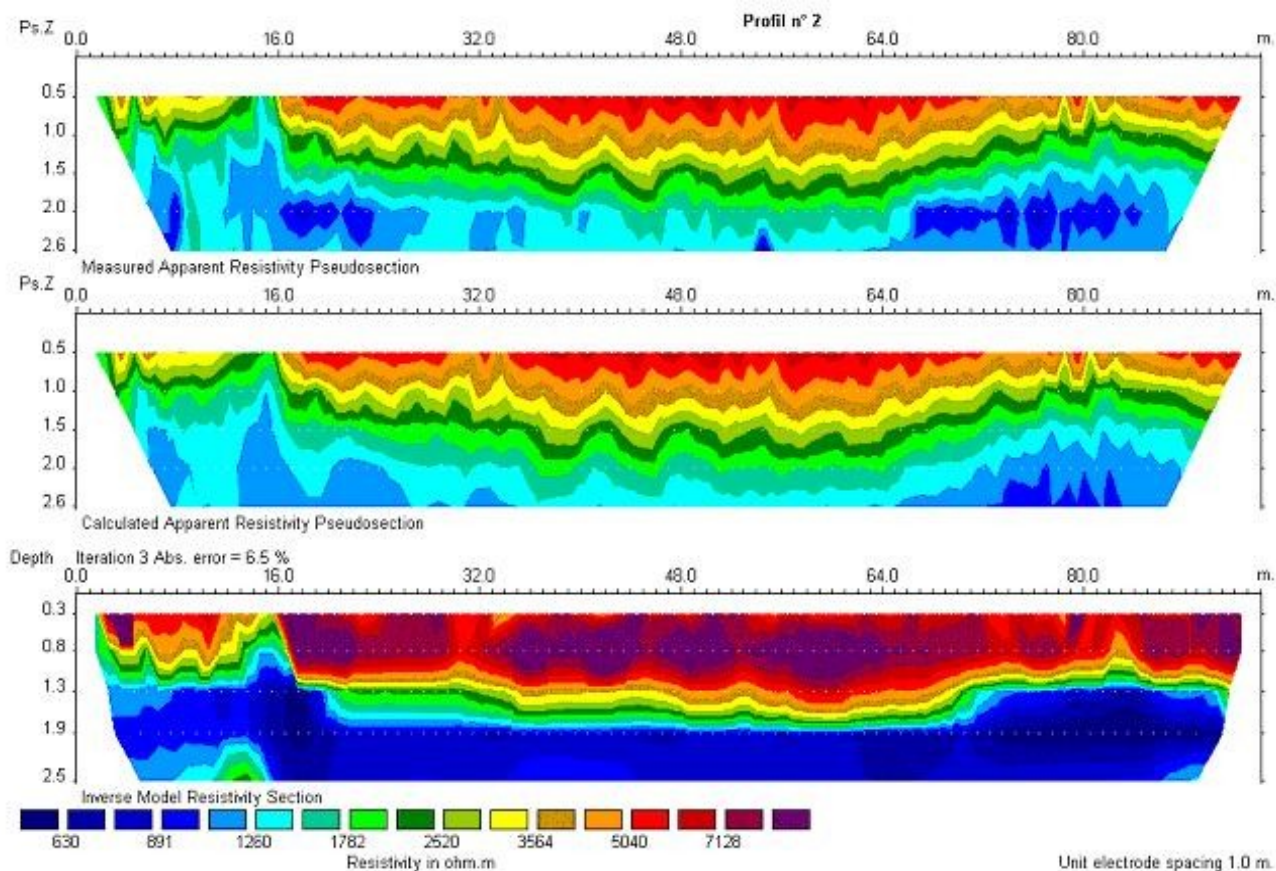 Profil n° 2
Ps.Z 0.0 16.0 32.0 48.0 64.0 80.0 m.
0.5
1.0
1.5
2.0
2.6
Measured Apparent Resistivity Pseudosection
Ps.Z 0.0 16.0 32.0 48.0 64.0 80.0 m.
0.5
1.0
1.5
2.0
2.6
Calculated Apparent Resistivity Pseudosection
Depth Iteration 3 Abs. error = 6.5 %
0.0 16.0 32.0 48.0 64.0 80.0 m.
0.3
0.8
1.3
1.9
2.5
Inverse Model Resistivity Section
630 891 1260 1782 2520 3564 5040 7128
Resistivity in ohm.m Unit electrode spacing 1.0 m.